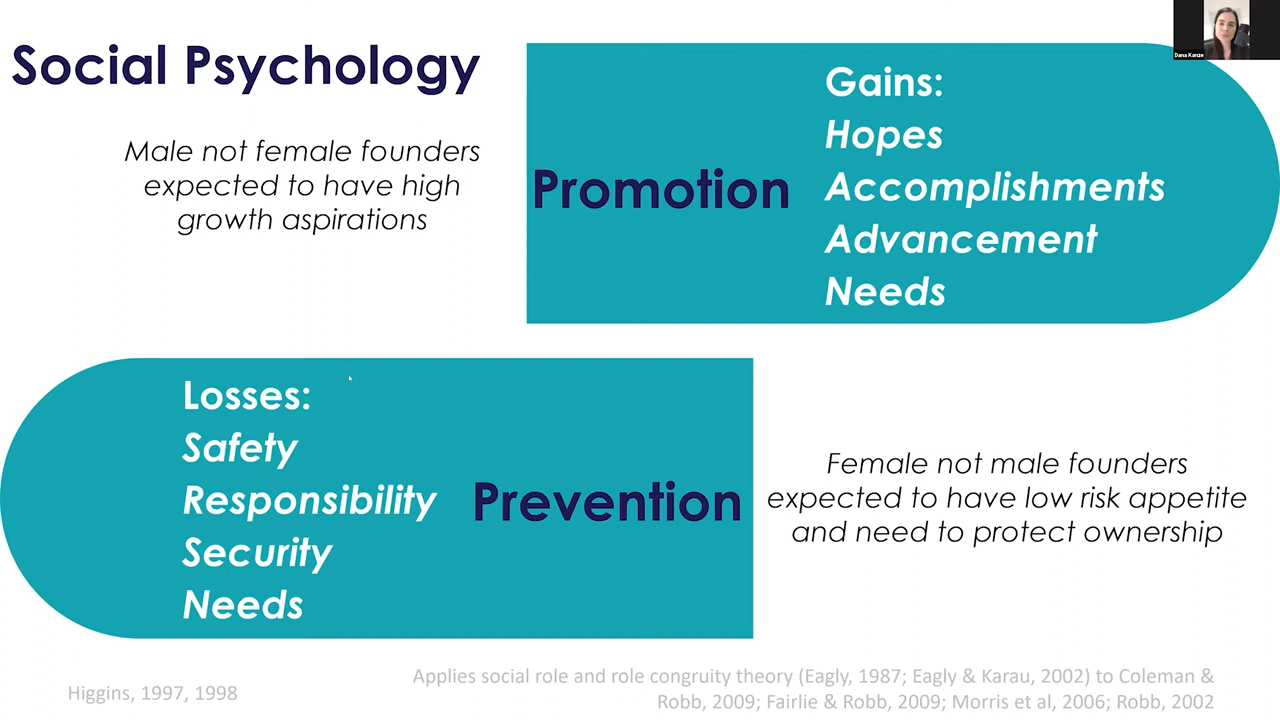 Social Psychology
Male not female founders
expected to have high
growth aspirations
Promotion
Gains:
Hopes
Accomplishments
Advancement
Needs
Dana Kanze
Losses:
Safety
Responsibility
Security
Needs
Prevention
Female not male founders
expected to have low risk appetite
and need to protect ownership
Higgins, 1997, 1998
Applies social role and role congruity theory (Eagly, 1987; Eagly & Karau, 2002) to Coleman &
Robb, 2009; Fairlie & Robb, 2009; Morris et al, 2006; Robb, 2002